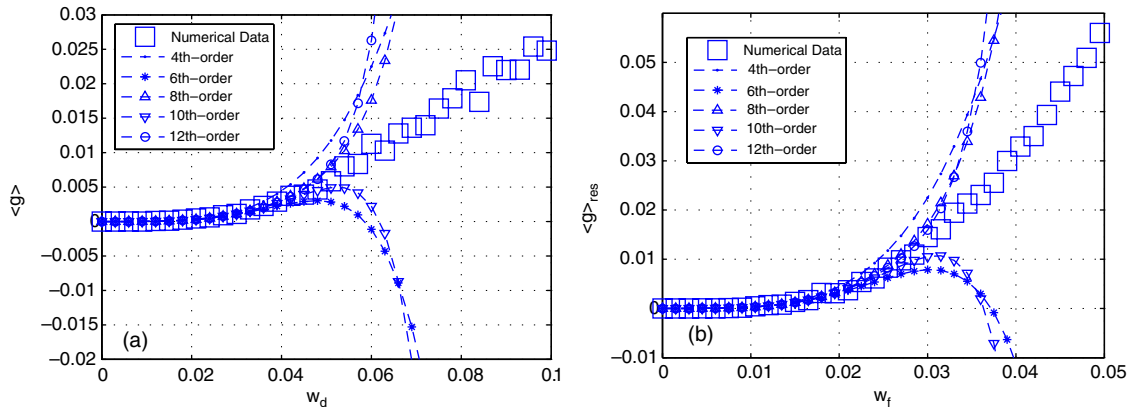 0.03
0.025
0.02
0.015
0.01
0.005
0
−0.005
−0.01
−0.015
−0.02
<g>
Numerical Data
4th−order
6th−order
8th−order
10th−order
12th−order
(a)
0 0.02 0.04 0.06 0.08 0.1
w_d
0.05
0.04
0.03
0.02
0.01
0
−0.01
<g>res
Numerical Data
4th−order
6th−order
8th−order
10th−order
12th−order
(b)
0 0.01 0.02 0.03 0.04 0.05
w_f